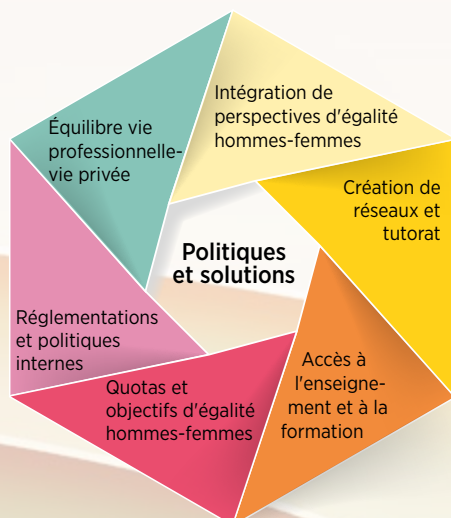 Politiques
et solutions
Intégration de
perspectives d'égalité
hommes-femmes
Création de
réseaux et
tutorat
Accès à
l'enseigne-
ment et à la
formation
Quotas et
objectifs d'égalité
hommes-femmes
Réglementations
et politiques
internes
Équilibre vie
professionnelle-
vie privée